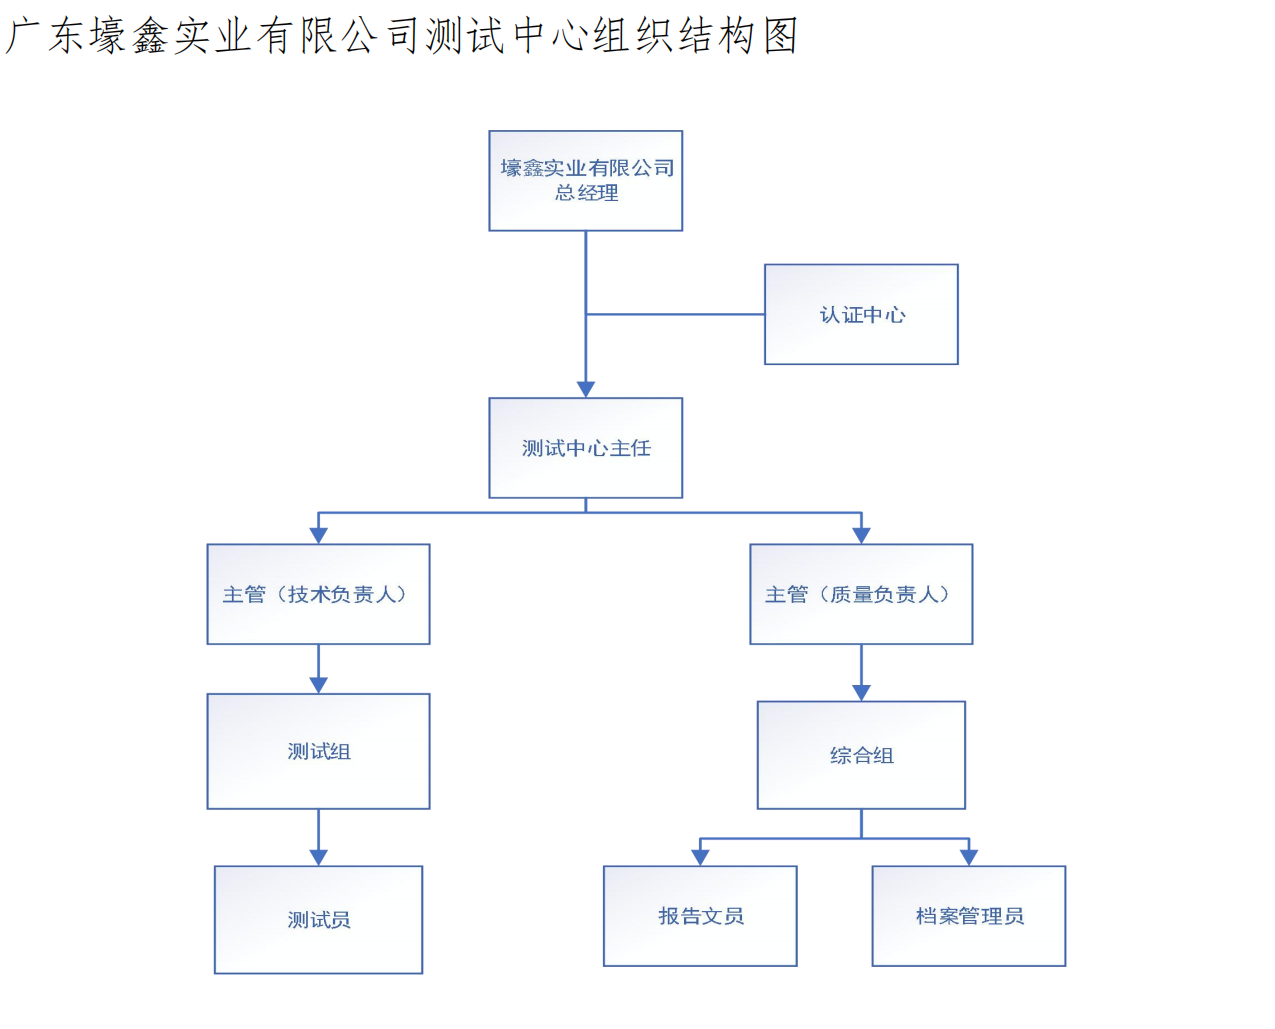 广东壕鑫实业有限公司测试中心组织结构图
壕鑫实业有限公司
总经理
认证中心
测试中心主任
主管（技术负责人）
主管（质量负责人）
测试组
综合组
测试员
报告文员
档案管理员